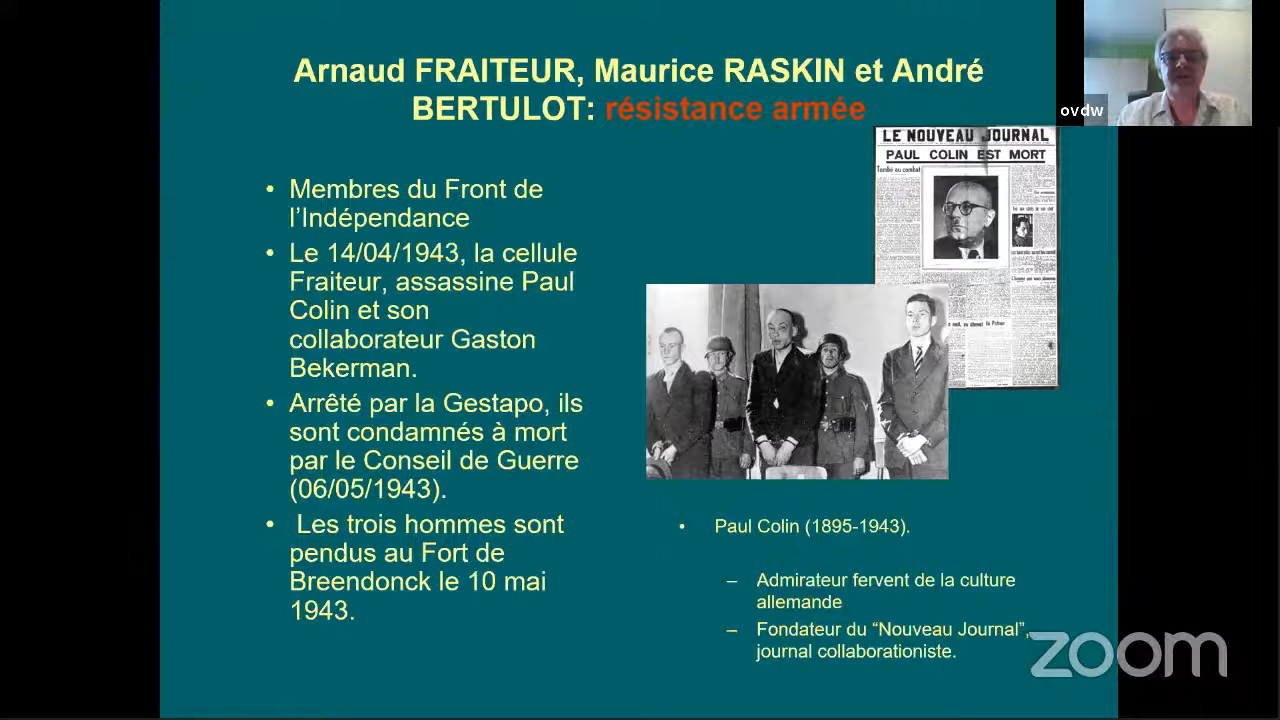 Arnaud FRAITEUR, Maurice RASKIN et André
BERTULOT: résistance armée
ovdw
LE NOUVEAU JOURNAL
PAUL COLIN EST MORT
Tombé au combat
• Membres du Front de
l’Indépendance
• Le 14/04/1943, la cellule
Fraiteur, assassine Paul
Colin et son
collaborateur Gaston
Bekerman.
• Arrêté par la Gestapo, ils
sont condamnés à mort
par le Conseil de Guerre
(06/05/1943).
• Les trois hommes sont
pendus au Fort de
Breendonck le 10 mai
1943.
• Paul Colin (1895-1943).
– Admirateur fervent de la culture
allemande
– Fondateur du “Nouveau Journal”,
journal collaborationiste.
zoom